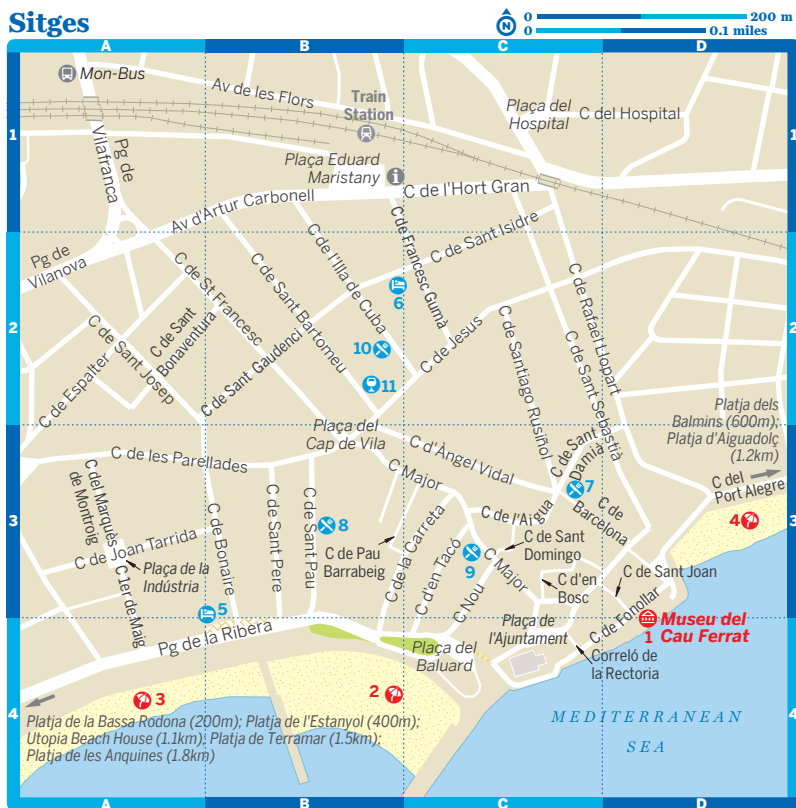 Sitges
N
0 200 m
0 0.1 miles
A B C D
1
2
3
4
Mon-Bus
Av de les Flors
Train
Station
Plaça del
Hospital
C del Hospital
Pg de
Vilafranca
Plaça Eduard
Maristany
C de l'Hort Gran
Av d'Artur Carbonell
Pg de
Vilanova
C de l'Illa de Cuba
C de Francesc Gumà
C de Sant Isidre
C de St Francesc
C de Sant Bartomeu
C de Sant
Bonaventura
C de Sant Josep
C de Espalter
C de Sant Gaudenci
6
10
11
C de Jesus
C de Santiago Rusiñol
C de Rafael Llopart
C de Sant Sebastià
Platja dels
Balmins (600m);
Platja d'Aiguadolç
(1.2km)
Plaça del
Cap de Vila
C d'Àngel Vidal
C de Sant
Damià
C de les Parellades
C Major
7
C del
Port Alegre
4
C del Marquès
de Montroig
C de Joan Tarrida
Plaça de la
Indústria
C 1er de Maig
C de Bonaire
C de Sant Pere
C de Sant Pau
8
C de Pau
Barrabeig
C de la Carreta
C d'en Tacó
9
C Nou
C Major
C de l'Aigua
C de
Barcelona
C de Sant
Domingo
C d'en
Bosc
C de Sant Joan
5
Pg de la Ribera
Plaça de
l'Ajuntament
C de Fonollar
1
Museu del
Cau Ferrat
Plaça del
Baluard
Correló de
la Rectoria
3
2
Platja de la Bassa Rodona (200m); Platja de l'Estanyol (400m);
Utopia Beach House (1.1km); Platja de Terramar (1.5km);
Platja de les Anquines (1.8km)
MEDITERRANEAN
SEA
1
2
3
4
A B C D